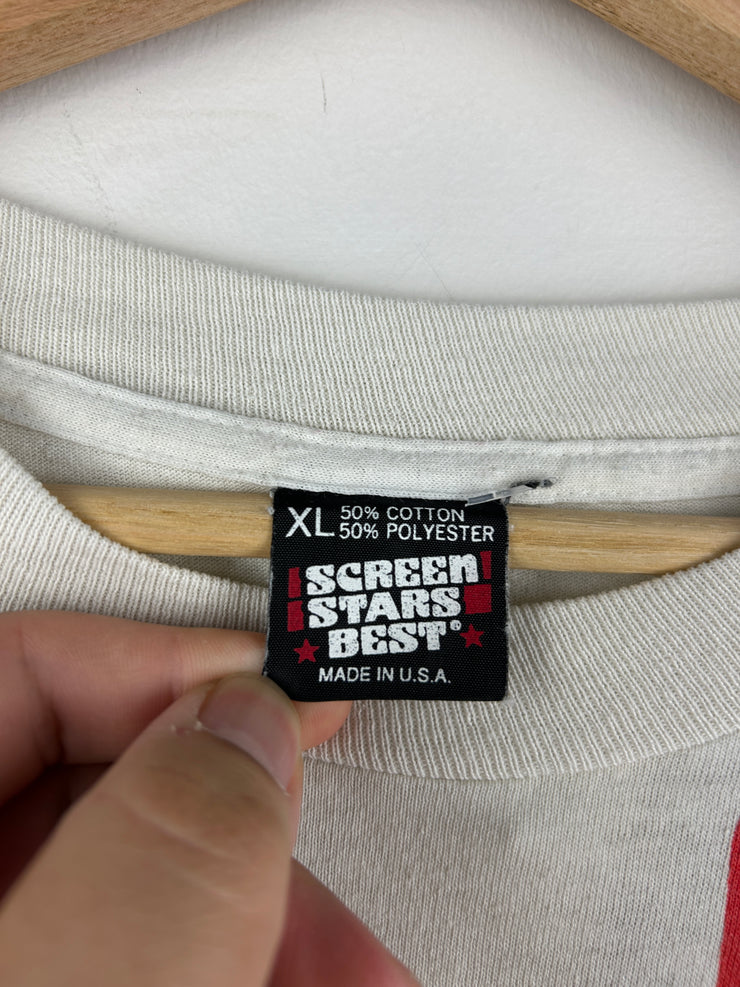 XL 50% COTTON
50% POLYESTER
SCREEN
STARS
BEST®
MADE IN U.S.A.